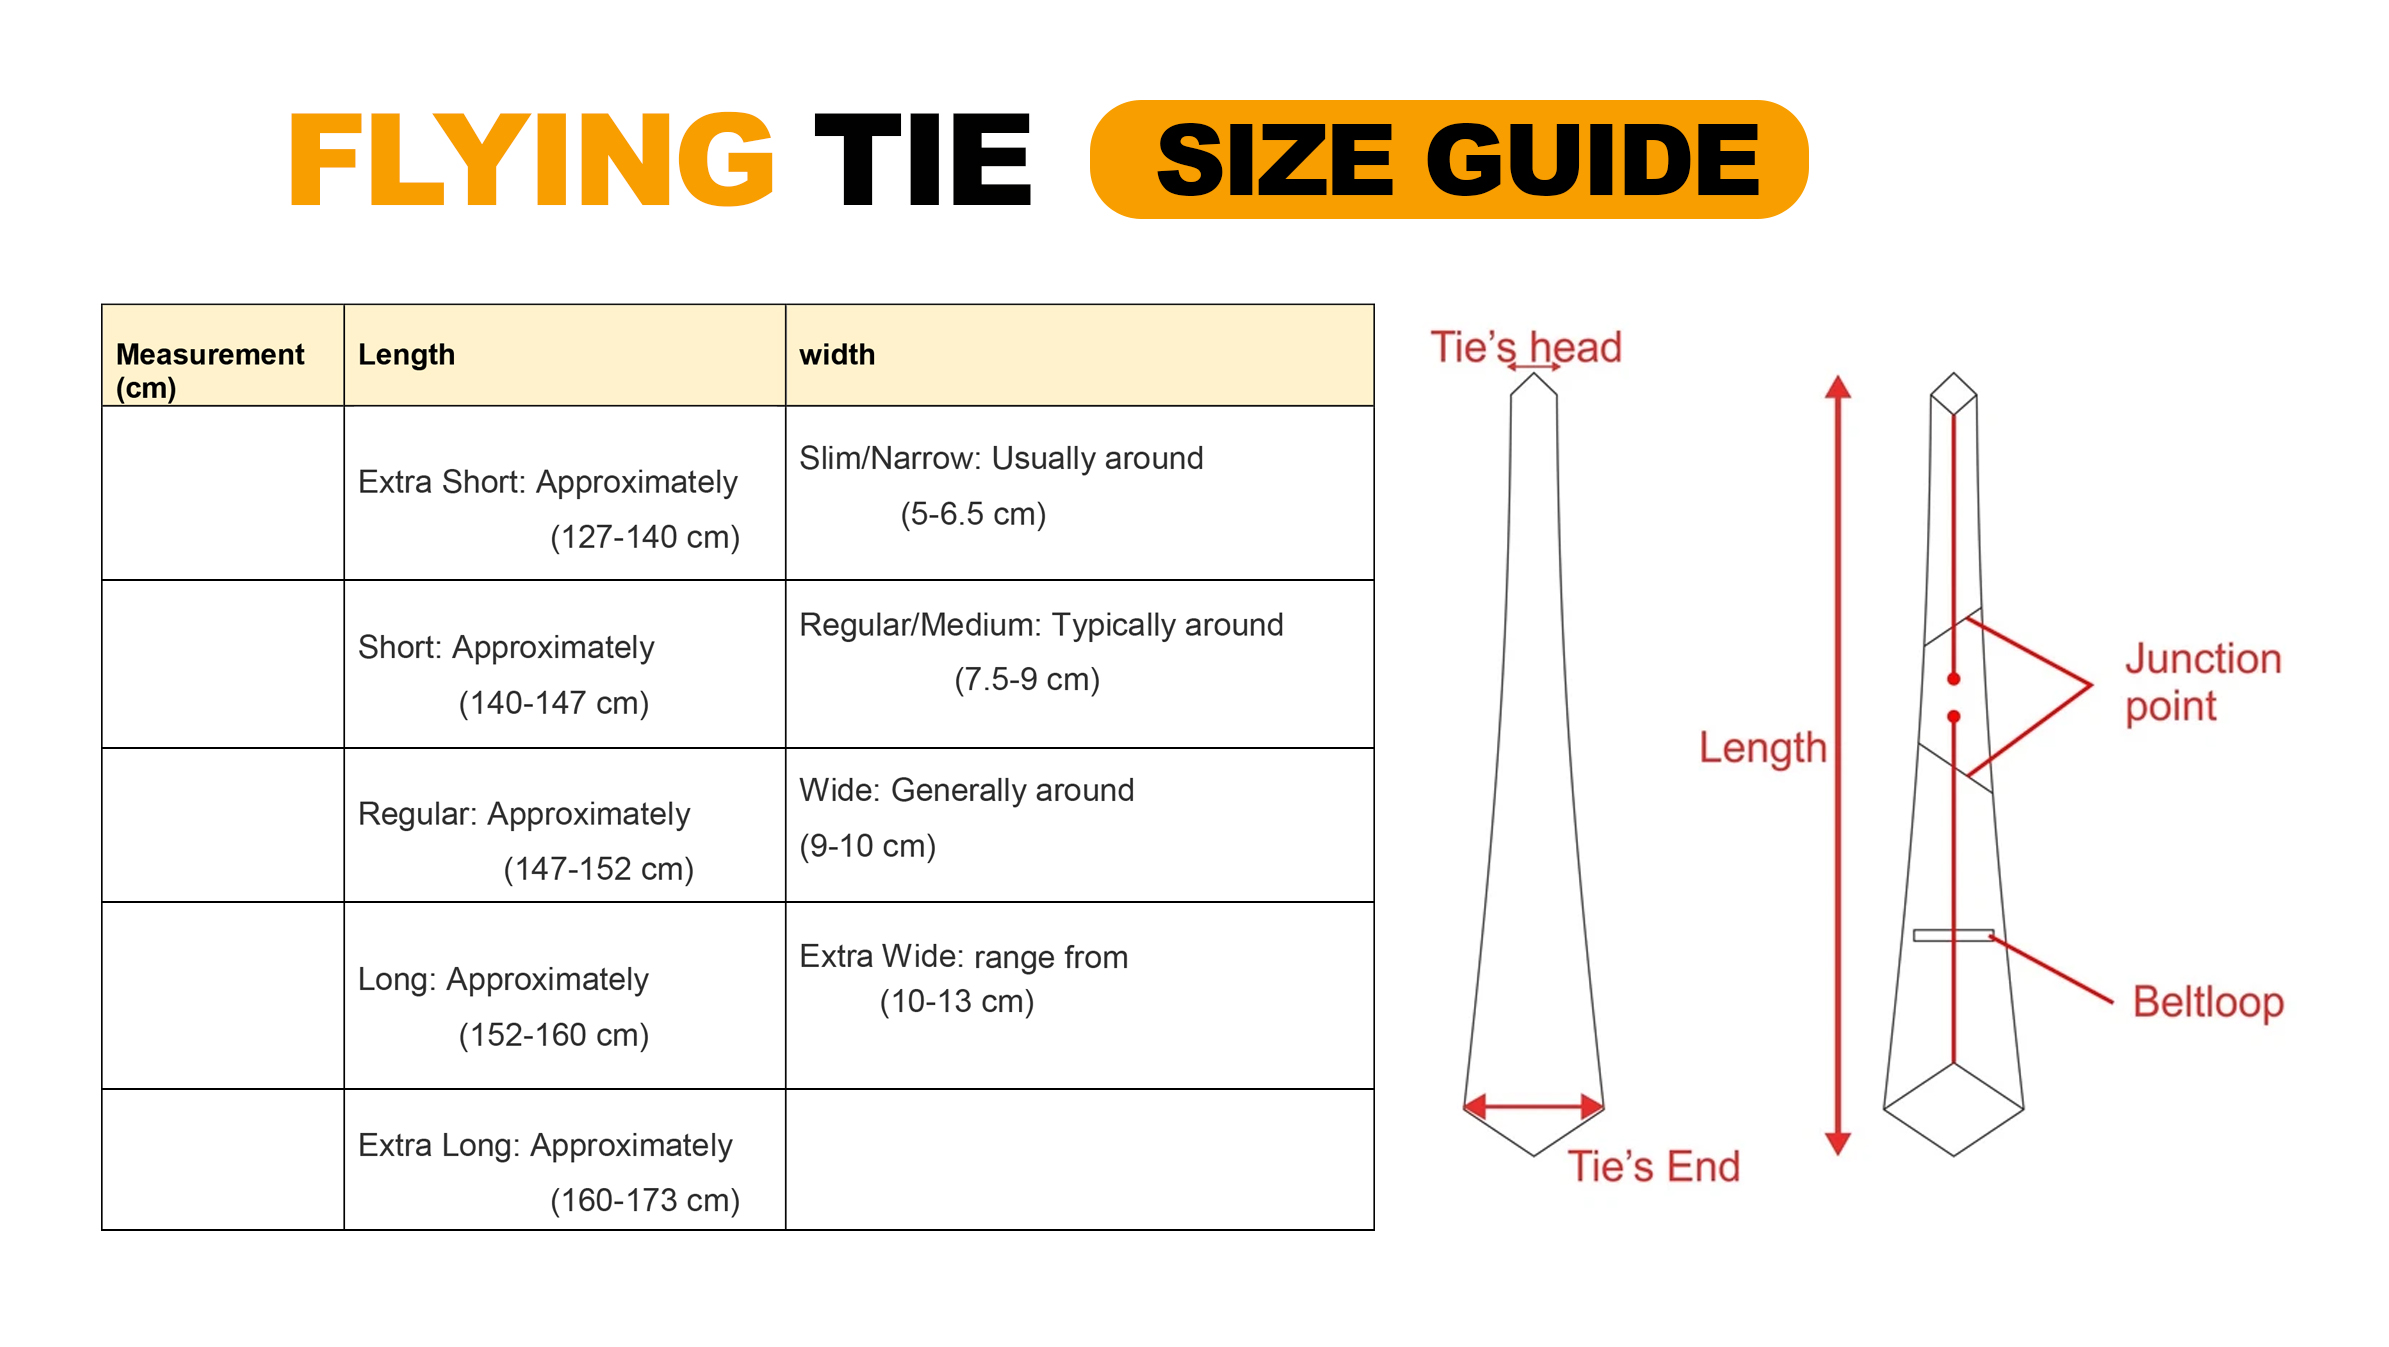 FLYING TIE SIZE GUIDE
Measurement
(cm)
Length
width
Extra Short: Approximately
(127-140 cm)
Slim/Narrow: Usually around
(5-6.5 cm)
Short: Approximately
(140-147 cm)
Regular/Medium: Typically around
(7.5-9 cm)
Regular: Approximately
(147-152 cm)
Wide: Generally around
(9-10 cm)
Long: Approximately
(152-160 cm)
Extra Wide: range from
(10-13 cm)
Extra Long: Approximately
(160-173 cm)
Tie’s head
Length
Tie’s End
Junction
point
Beltloop